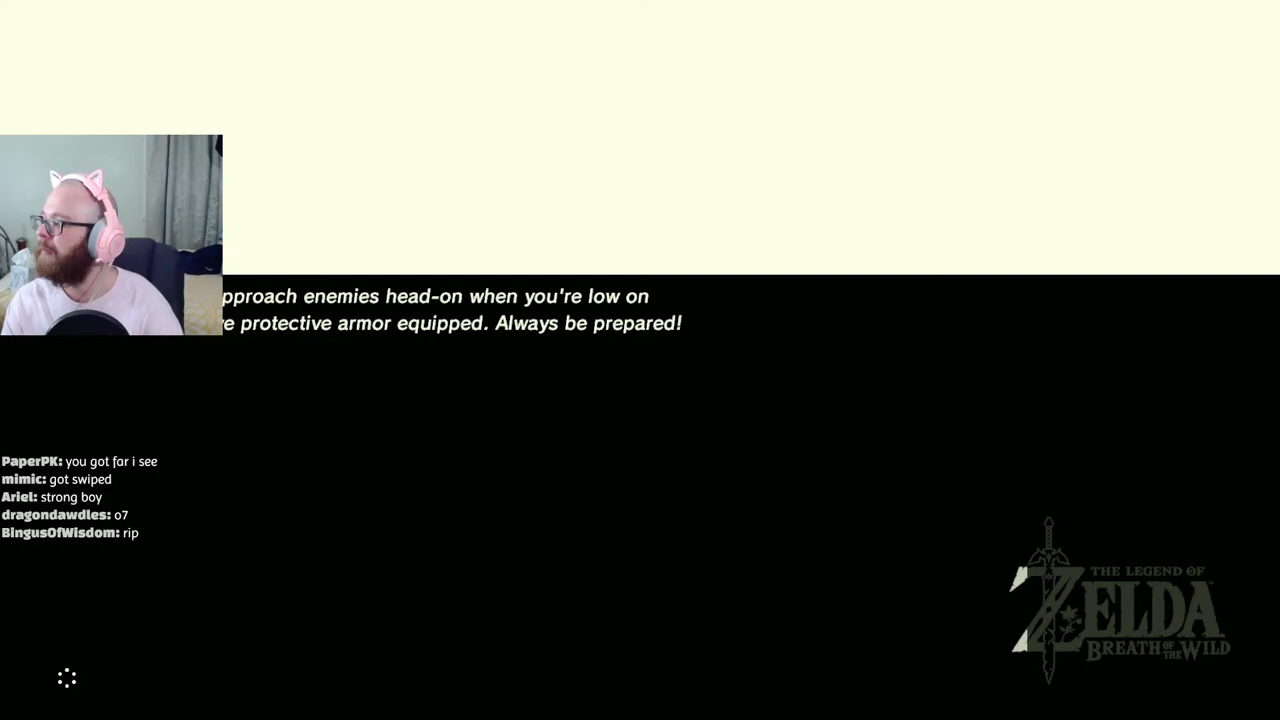 pproach enemies head-on when you're low on
e protective armor equipped. Always be prepared!
PaperPK: you got far i see
mimic: got swiped
Ariel: strong boy
dragondawdles: o7
BingusOfWisdom: rip
THE LEGEND OF
ZELDA
BREATH OF THE WILD